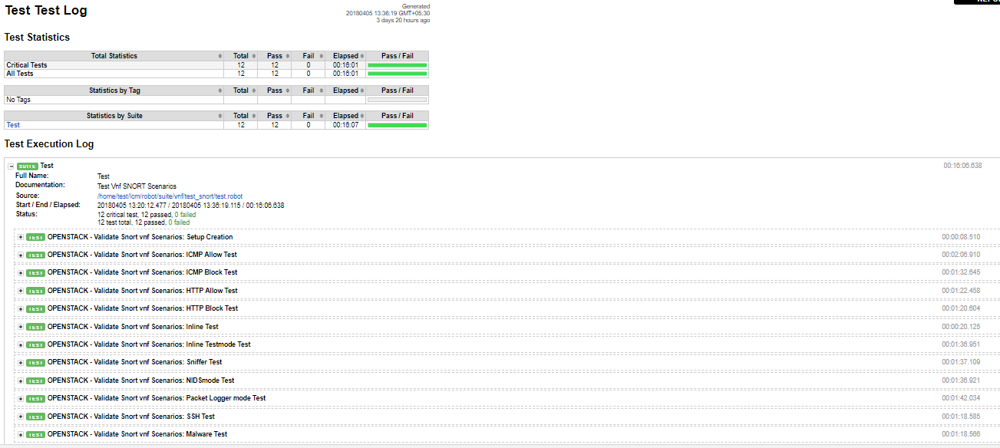 Test Test Log
Generated
20180405 13:36:19 GMT+05:30
3 days 20 hours ago
Test Statistics
Total Statistics Total Pass Fail Elapsed Pass / Fail
Critical Tests 12 12 0 00:16:01
All Tests 12 12 0 00:16:01
Statistics by Tag Total Pass Fail Elapsed Pass / Fail
No Tags
Statistics by Suite Total Pass Fail Elapsed Pass / Fail
Test 12 12 0 00:16:07
Test Execution Log
SUITE Test 00:16:06.638
Full Name: Test
Documentation: Test Vnf SNORT Scenarios
Source: /home/test/lcm/robot/suite/vnf/test_snort/test.robot
Start / End / Elapsed: 20180405 13:20:12.477 / 20180405 13:36:19.115 / 00:16:06.638
Status: 12 critical test, 12 passed, 0 failed
12 test total, 12 passed, 0 failed
TEST OPENSTACK - Validate Snort vnf Scenarios: Setup Creation 00:00:08.510
TEST OPENSTACK - Validate Snort vnf Scenarios: ICMP Allow Test 00:02:06.910
TEST OPENSTACK - Validate Snort vnf Scenarios: ICMP Block Test 00:01:32.645
TEST OPENSTACK - Validate Snort vnf Scenarios: HTTP Allow Test 00:01:22.458
TEST OPENSTACK - Validate Snort vnf Scenarios: HTTP Block Test 00:01:20.604
TEST OPENSTACK - Validate Snort vnf Scenarios: Inline Test 00:00:20.125
TEST OPENSTACK - Validate Snort vnf Scenarios: Inline Testmode Test 00:01:36.951
TEST OPENSTACK - Validate Snort vnf Scenarios: Sniffer Test 00:01:37.109
TEST OPENSTACK - Validate Snort vnf Scenarios: NIDSmode Test 00:01:36.921
TEST OPENSTACK - Validate Snort vnf Scenarios: Packet Logger mode Test 00:01:42.034
TEST OPENSTACK - Validate Snort vnf Scenarios: SSH Test 00:01:18.585
TEST OPENSTACK - Validate Snort vnf Scenarios: Malware Test 00:01:18.566